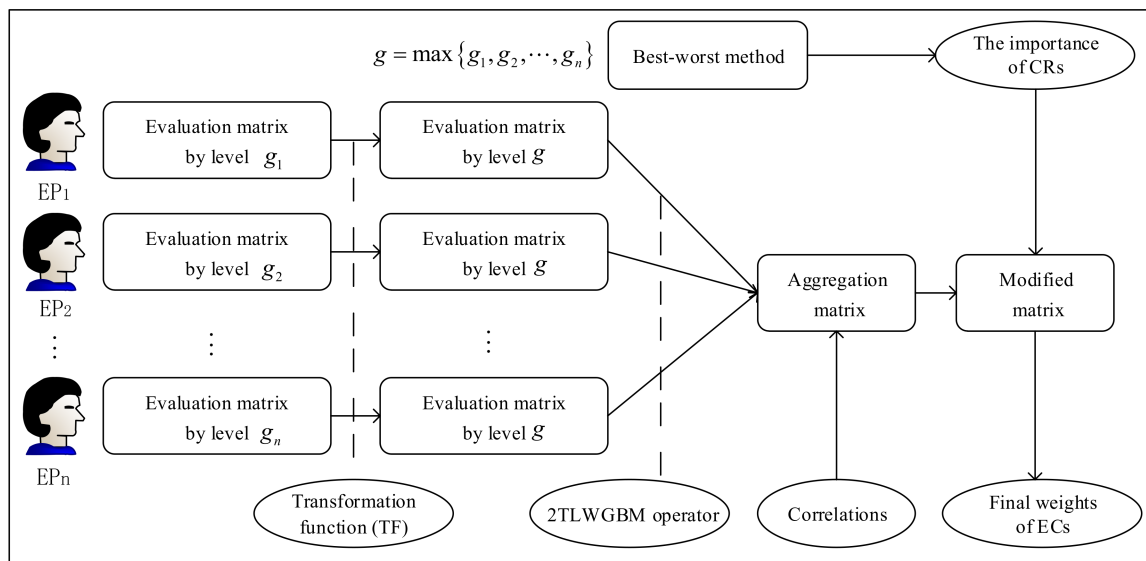 g = max{g₁, g₂, ⋯, gₙ}
Best-worst method
The importance
of CRs
Evaluation matrix
by level g₁
Evaluation matrix
by level g
EP₁
Evaluation matrix
by level g₂
Evaluation matrix
by level g
EP₂
Aggregation
matrix
Modified
matrix
⋮
⋮
⋮
Evaluation matrix
by level gₙ
Evaluation matrix
by level g
EPn
Transformation
function (TF)
2TLWGBM operator
Correlations
Final weights
of ECs